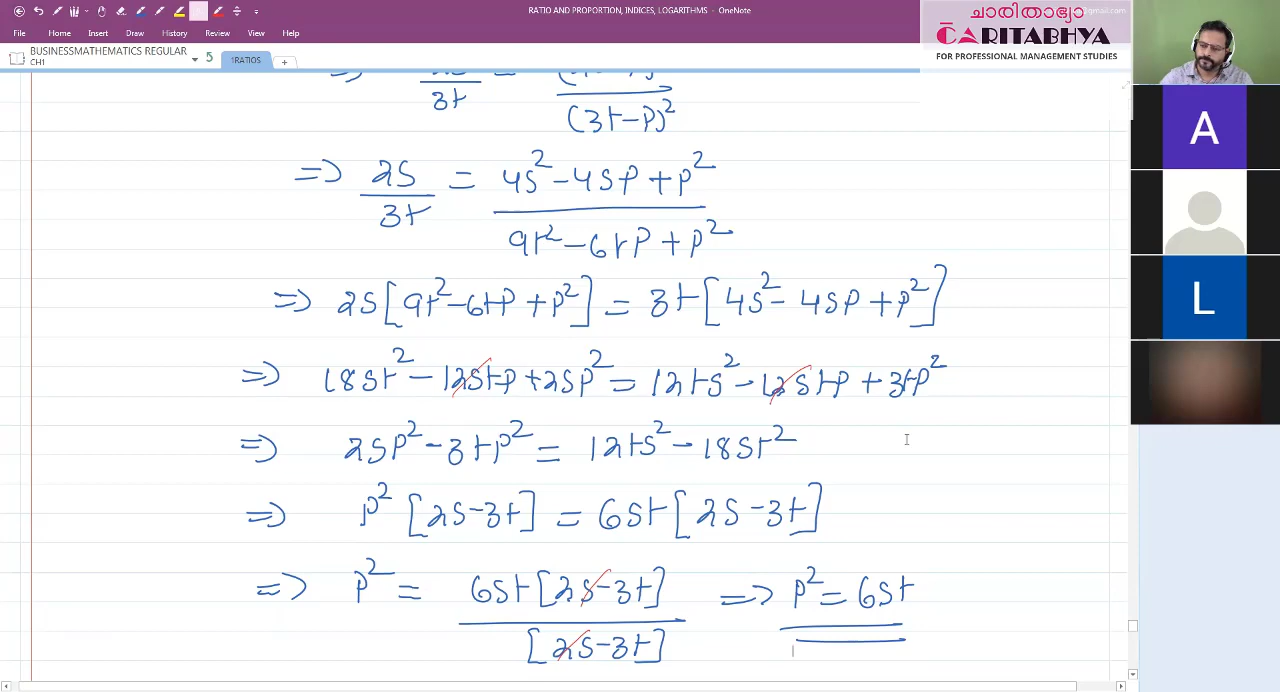 RATIO AND PROPORTION, INDICES, LOGARITHMS - OneNote
ചാരിതാഭ്യാ
CARITABHYA
FOR PROFESSIONAL MANAGEMENT STUDIES
File Home Insert Draw History Review View Help
BUSINESSMATHEMATICS REGULAR
CH1
5
1RATIOS
3t
(3t-p)²
=> 2s/3t = (4s²-4sp+p²)/(9t²-6tp+p²)
=> 2s[9t²-6tp+p²] = 3t[4s²-4sp+p²]
=> 18st²-12stp+2sp² = 12ts²-12stp+3tp²
=> 2sp²-3tp² = 12ts²-18st²
=> p²[2s-3t] = 6st[2s-3t]
=> p² = 6st[2s-3t]/[2s-3t] => p² = 6st
A
L